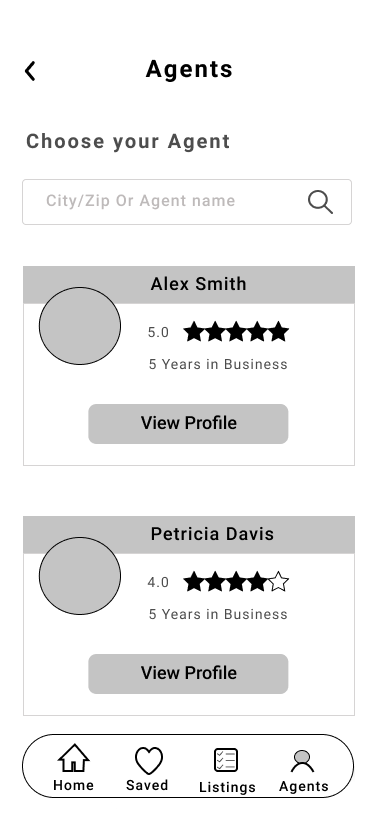 Agents
Choose your Agent
City/Zip Or Agent name
Alex Smith
5.0
5 Years in Business
View Profile
Petricia Davis
4.0
5 Years in Business
View Profile
Home Saved Listings Agents